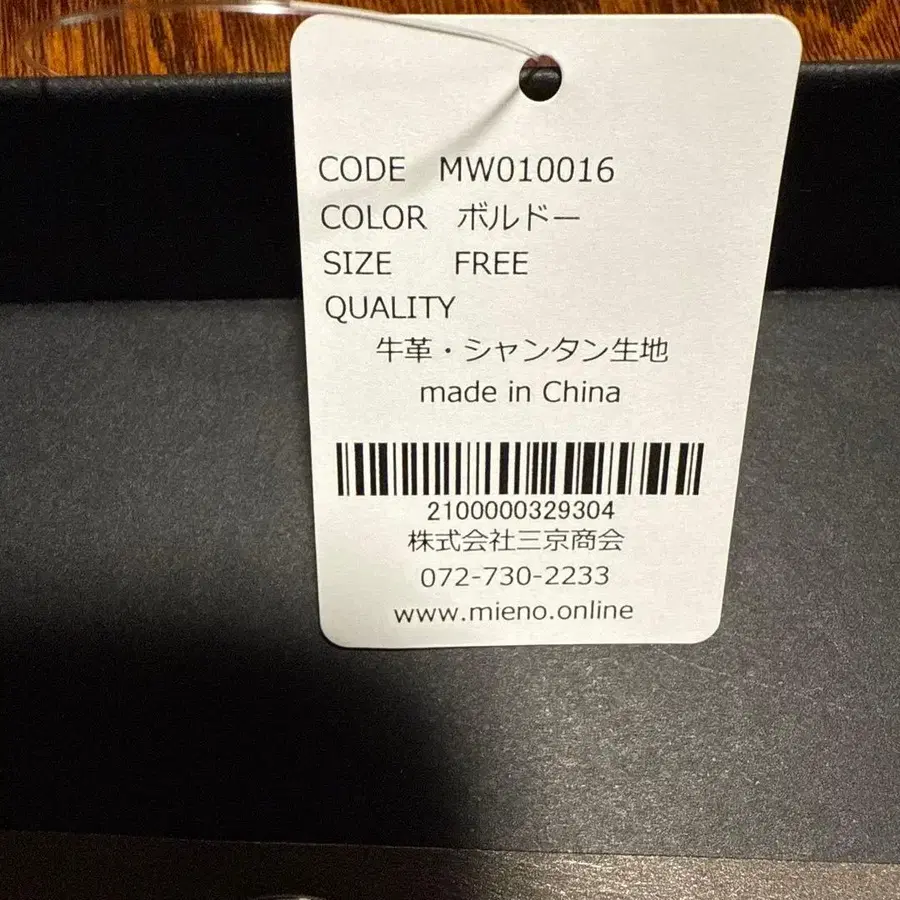 CODE MW010016
COLOR ボルドー
SIZE FREE
QUALITY
牛革・シャンタン生地
made in China
2100000329304
株式会社三京商会
072-730-2233
www.mieno.online